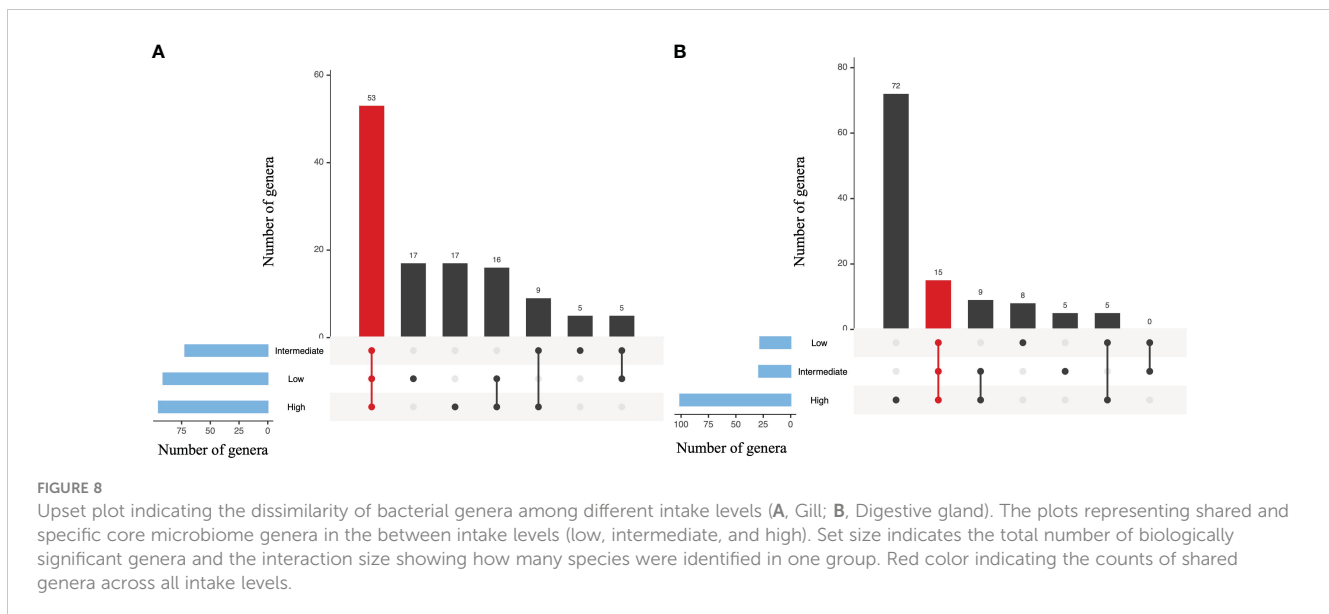 A
B
60
40
20
0
Number of genera
53
17
17
16
9
5
5
Intermediate
Low
High
75 50 25 0
Number of genera
80
60
40
20
0
Number of genera
72
15
9
8
5
5
0
Low
Intermediate
High
100 75 50 25 0
Number of genera
FIGURE 8
Upset plot indicating the dissimilarity of bacterial genera among different intake levels (A, Gill; B, Digestive gland). The plots representing shared and
specific core microbiome genera in the between intake levels (low, intermediate, and high). Set size indicates the total number of biologically
significant genera and the interaction size showing how many species were identified in one group. Red color indicating the counts of shared
genera across all intake levels.